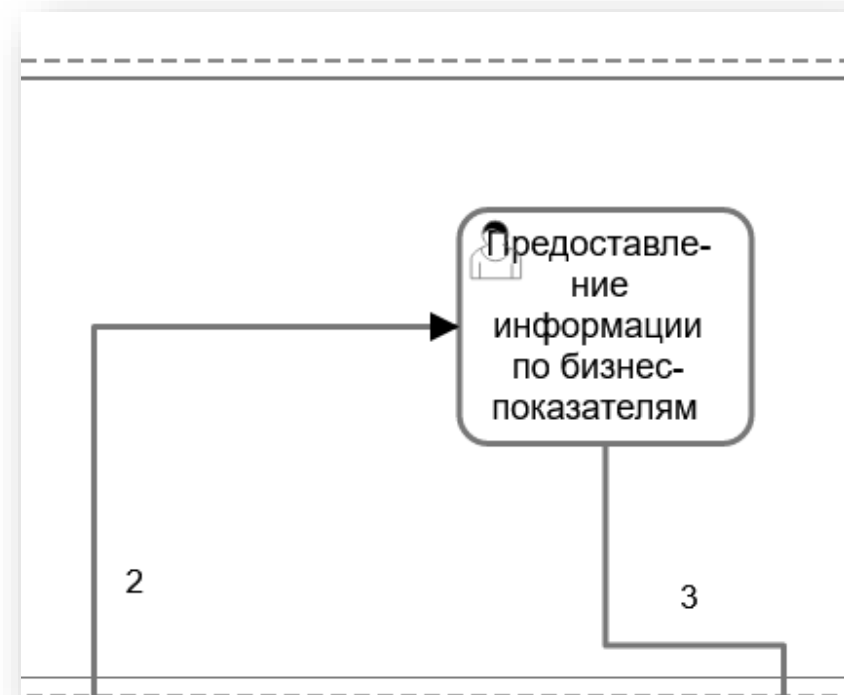 Предоставле-
ние
информации
по бизнес-
показателям
2
3